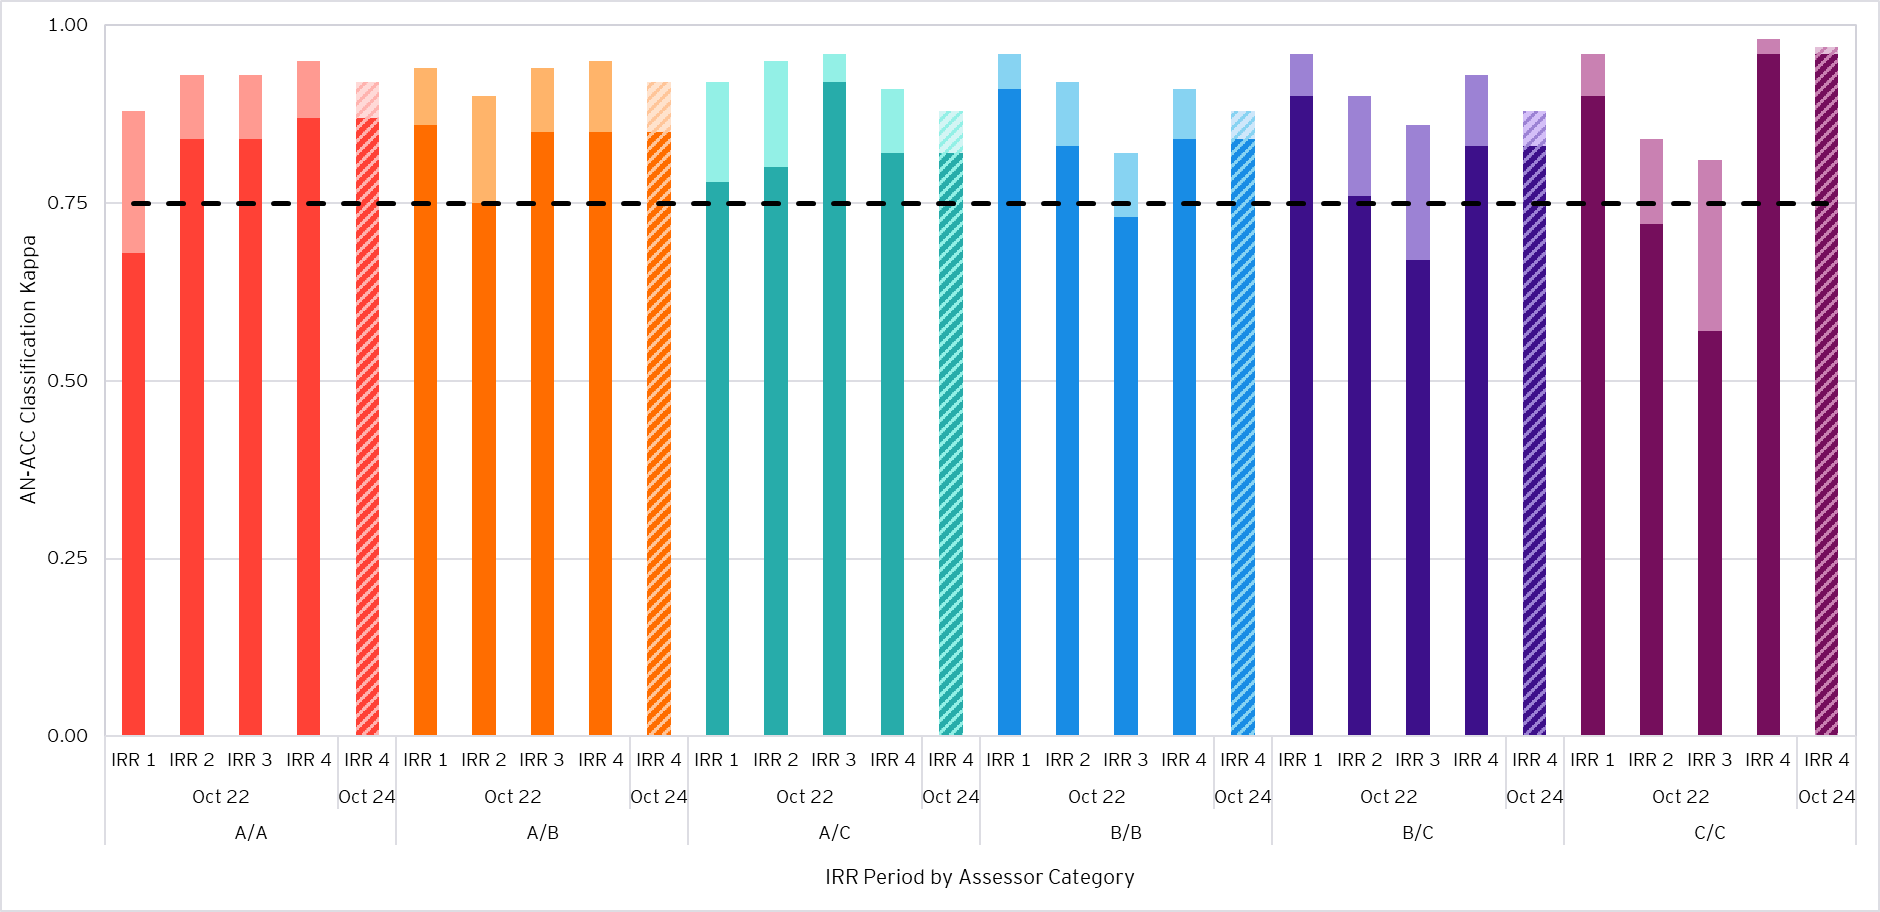 1.00
0.75
0.50
0.25
0.00
AN-ACC Classification Kappa
IRR 1 IRR 2 IRR 3 IRR 4 IRR 4 IRR 1 IRR 2 IRR 3 IRR 4 IRR 4 IRR 1 IRR 2 IRR 3 IRR 4 IRR 4 IRR 1 IRR 2 IRR 3 IRR 4 IRR 4 IRR 1 IRR 2 IRR 3 IRR 4 IRR 4 IRR 1 IRR 2 IRR 3 IRR 4 IRR 4
Oct 22 Oct 24 Oct 22 Oct 24 Oct 22 Oct 24 Oct 22 Oct 24 Oct 22 Oct 24 Oct 22 Oct 24
A/A A/B A/C B/B B/C C/C
IRR Period by Assessor Category